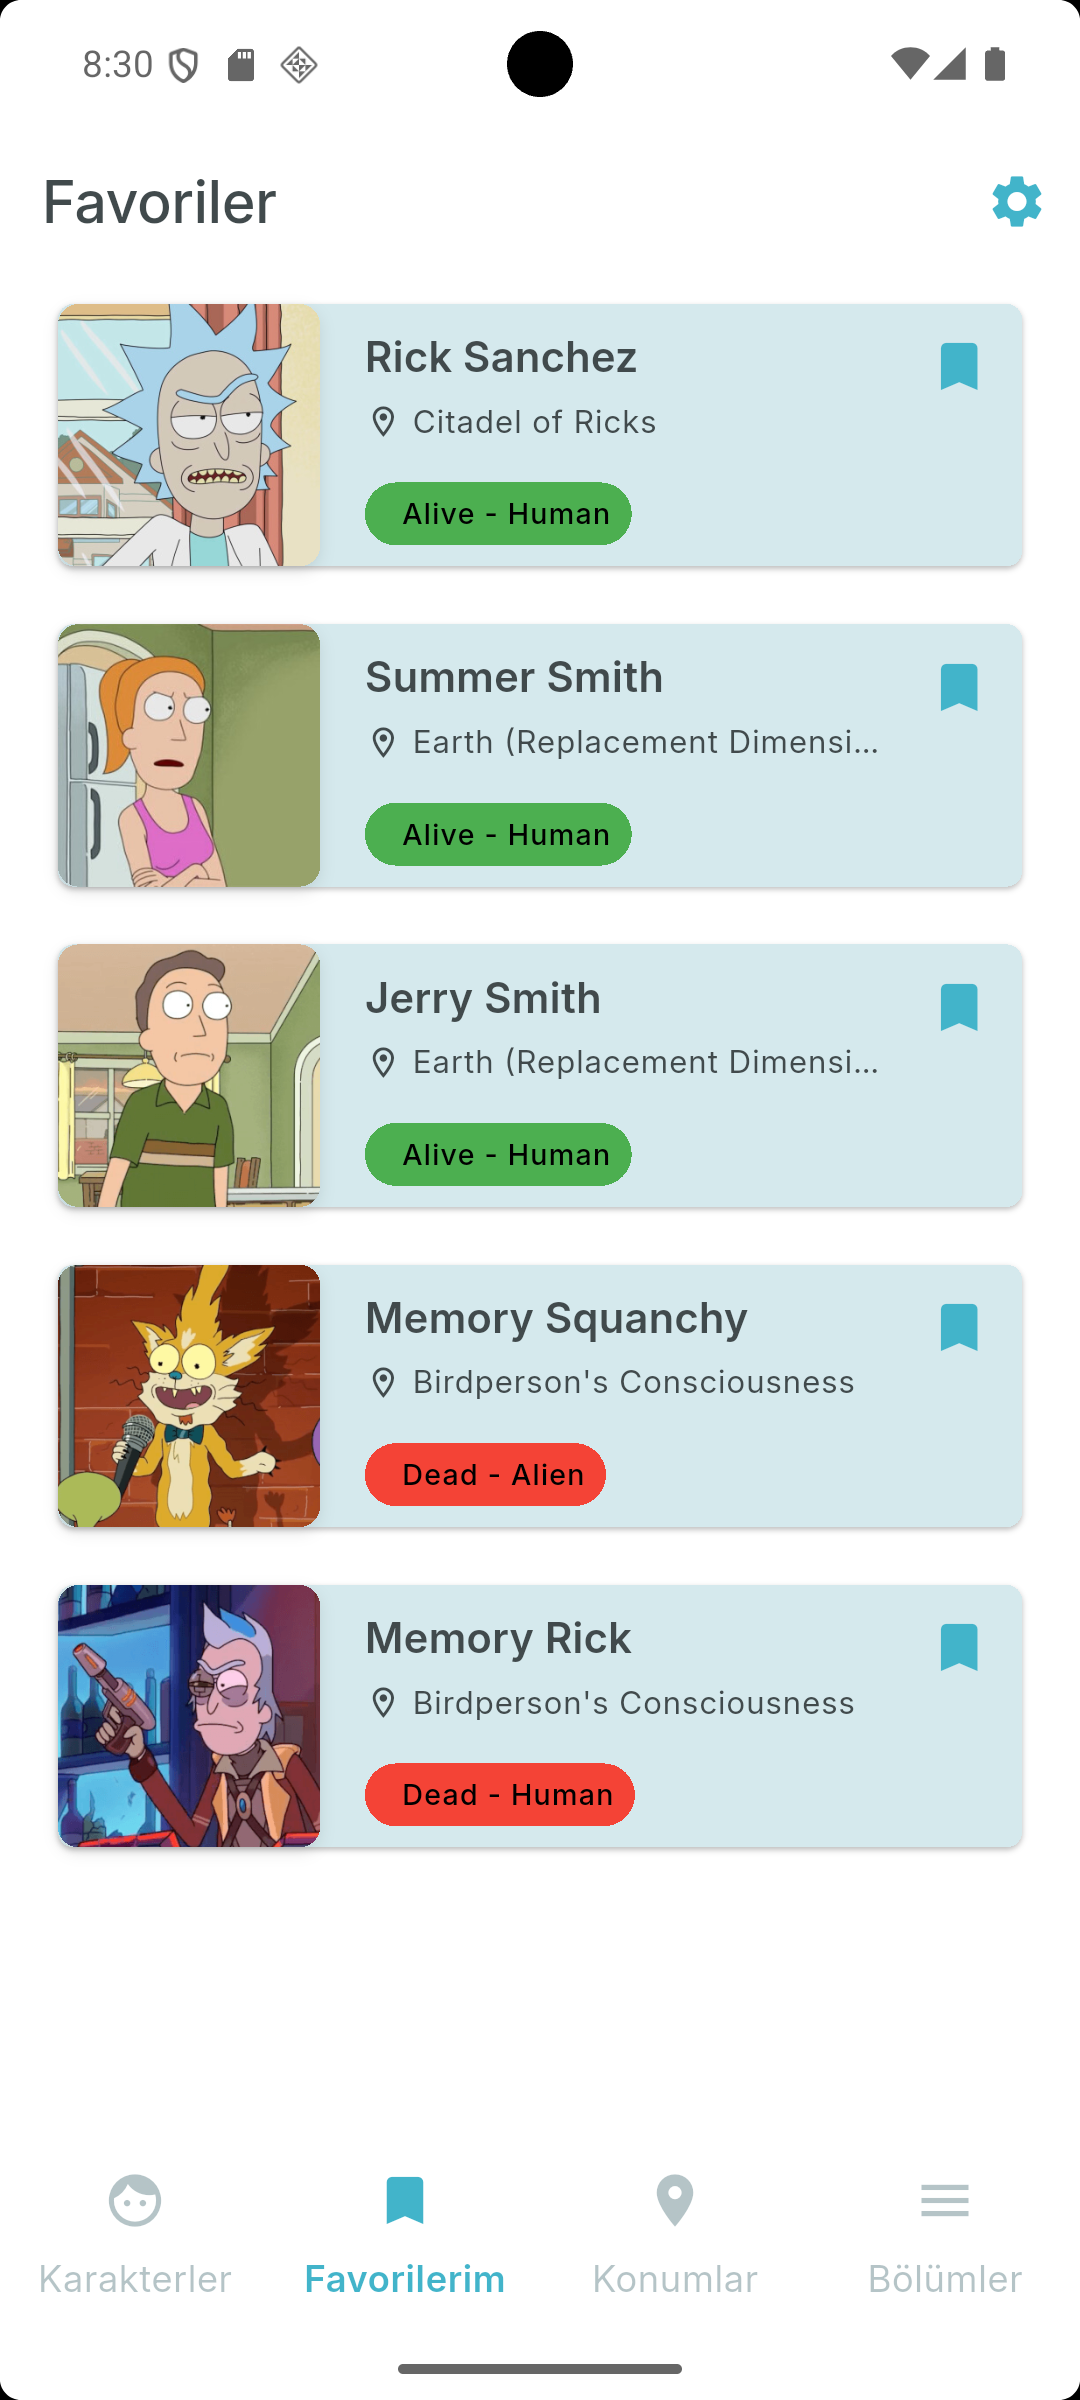 8:30
Favoriler
Rick Sanchez
Citadel of Ricks
Alive - Human
Summer Smith
Earth (Replacement Dimensi...
Alive - Human
Jerry Smith
Earth (Replacement Dimensi...
Alive - Human
Memory Squanchy
Birdperson's Consciousness
Dead - Alien
Memory Rick
Birdperson's Consciousness
Dead - Human
Karakterler Favorilerim Konumlar Bölümler